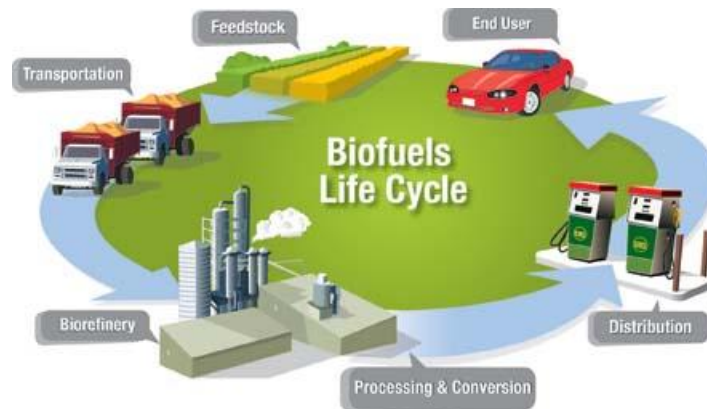 Feedstock
End User
Transportation
Biofuels
Life Cycle
Biorefinery
Distribution
Processing & Conversion